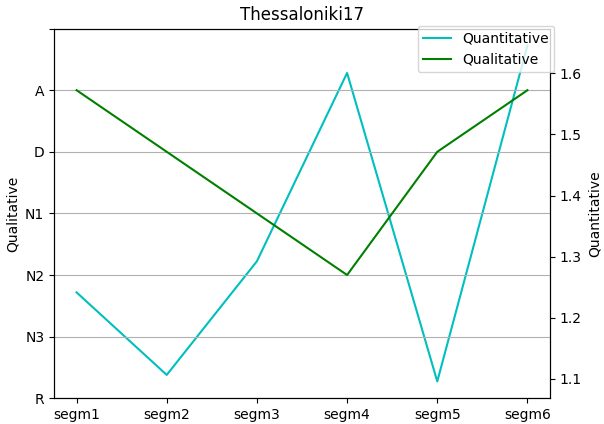 Thessaloniki17
Quantitative
Qualitative
A
D
N1
N2
N3
R
Qualitative
1.6
1.5
1.4
1.3
1.2
1.1
Quantitative
segm1 segm2 segm3 segm4 segm5 segm6